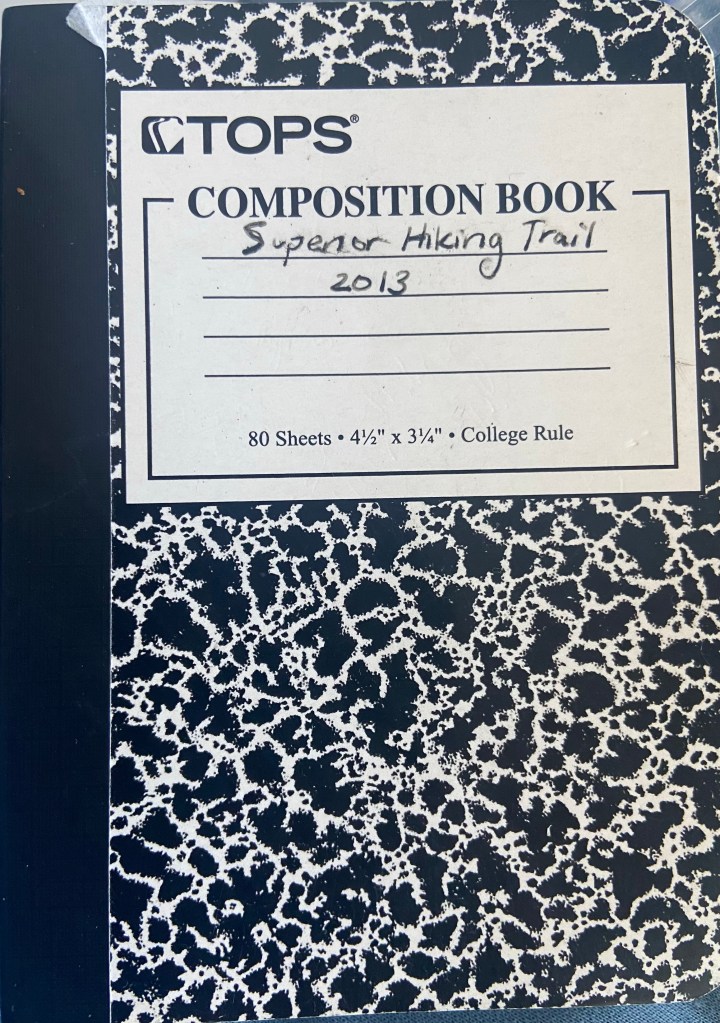 TOPS®
COMPOSITION BOOK
Superior Hiking Trail
2013
80 Sheets • 4½" x 3¼" • College Rule